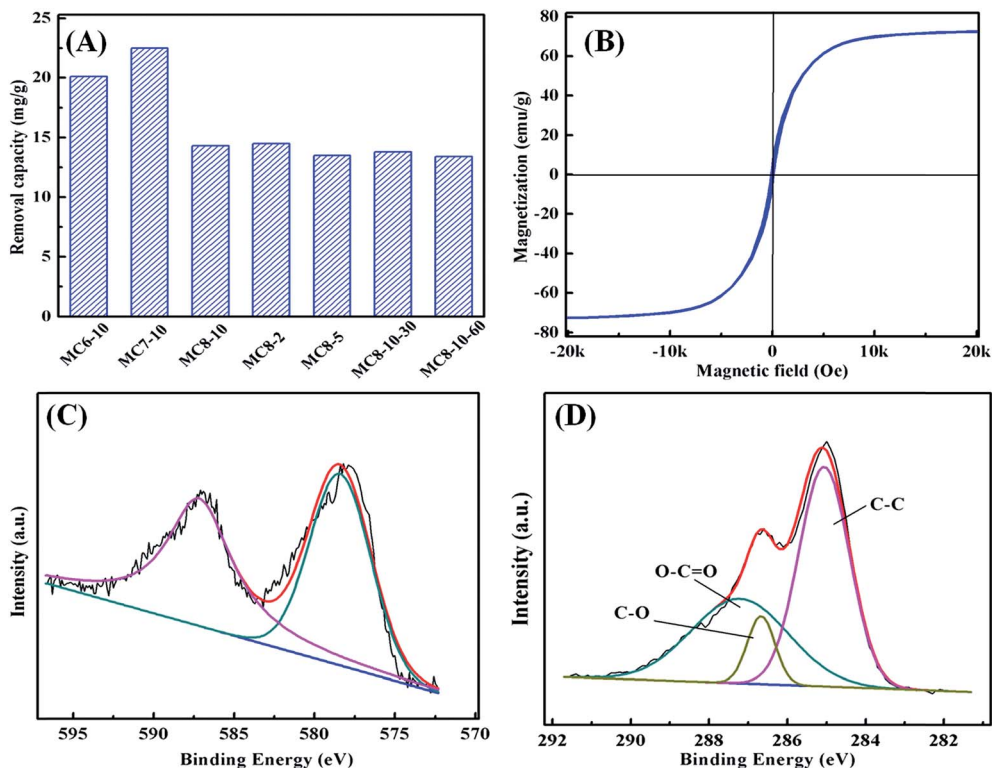 (A)
Removal capacity (mg/g)
25
20
15
10
5
0
MC6-10
MC7-10
MC8-10
MC8-2
MC8-5
MC8-10-30
MC8-10-60
(B)
Magnetization (emu/g)
80
60
40
20
0
-20
-40
-60
-80
-20k
-10k
0
10k
20k
Magnetic field (Oe)
(C)
Intensity (a.u.)
595
590
585
580
575
570
Binding Energy (eV)
(D)
Intensity (a.u.)
C-C
O-C=O
C-O
292
290
288
286
284
282
Binding Energy (eV)